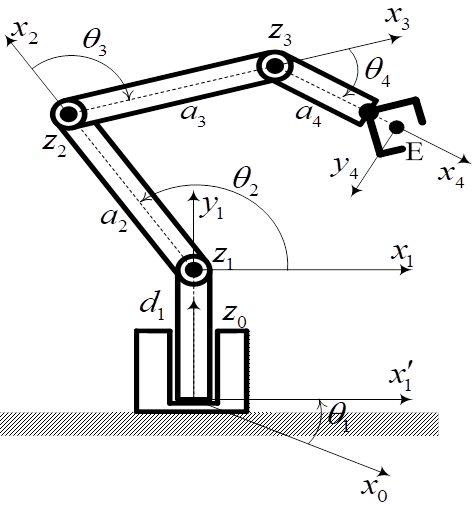 x₂
θ₃
z₃
x₃
θ₄
a₃
a₄
z₂
E
y₄
x₄
θ₂
a₂
y₁
z₁
x₁
d₁
z₀
x′₁
θ₁
x₀